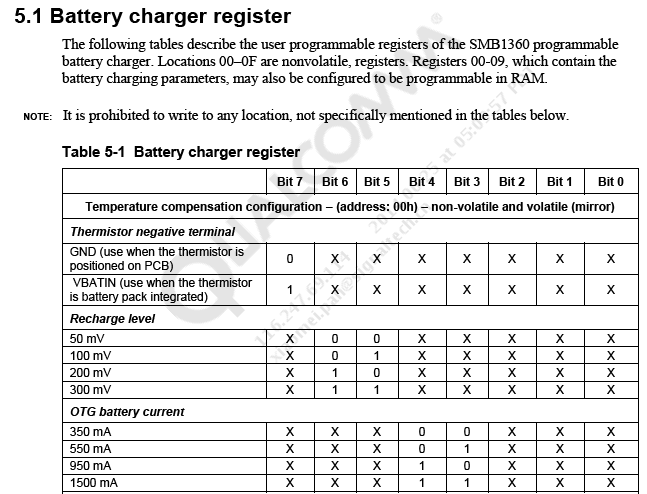 5.1 Battery charger register
The following tables describe the user programmable registers of the SMB1360 programmable
battery charger. Locations 00–0F are nonvolatile, registers. Registers 00-09, which contain the
battery charging parameters, may also be configured to be programmable in RAM.
NOTE: It is prohibited to write to any location, not specifically mentioned in the tables below.
Table 5-1 Battery charger register
Bit 7 Bit 6 Bit 5 Bit 4 Bit 3 Bit 2 Bit 1 Bit 0
Temperature compensation configuration – (address: 00h) – non-volatile and volatile (mirror)
Thermistor negative terminal
GND (use when the thermistor is
positioned on PCB) 0 X X X X X X X
VBATIN (use when the thermistor
is battery pack integrated) 1 X X X X X X X
Recharge level
50 mV X 0 0 X X X X X
100 mV X 0 1 X X X X X
200 mV X 1 0 X X X X X
300 mV X 1 1 X X X X X
OTG battery current
350 mA X X X 0 0 X X X
550 mA X X X 0 1 X X X
950 mA X X X 1 0 X X X
1500 mA X X X 1 1 X X X
QUALCOMM®